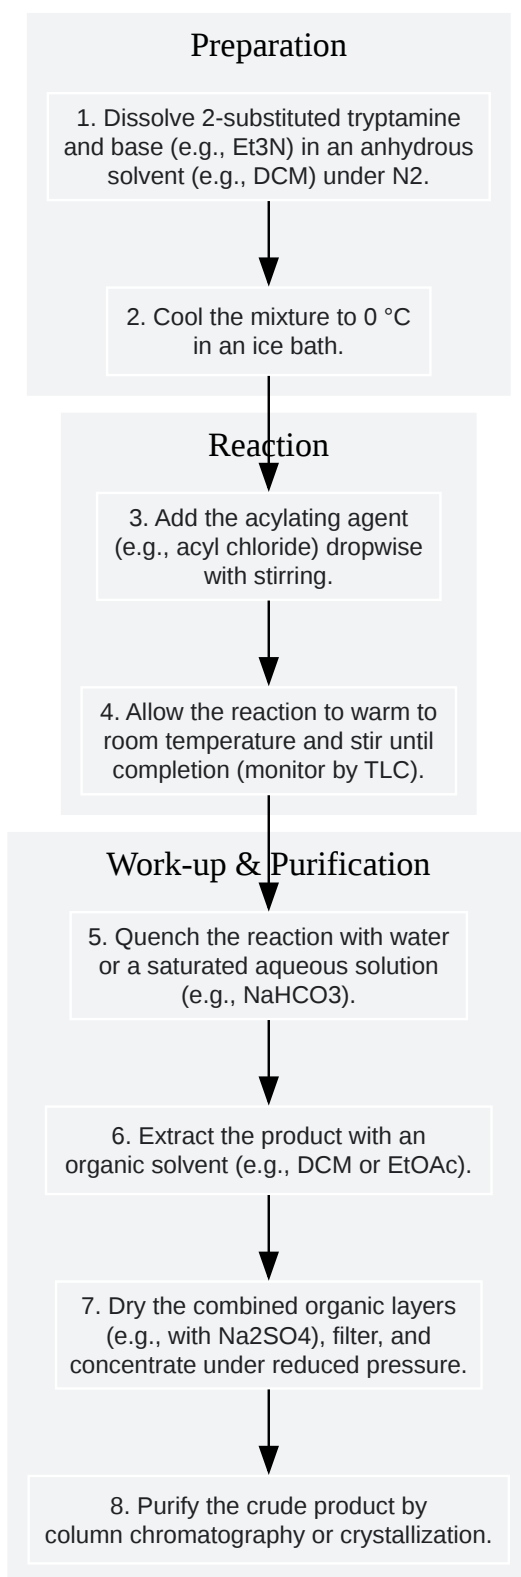 Preparation
1. Dissolve 2-substituted tryptamine
and base (e.g., Et3N) in an anhydrous
solvent (e.g., DCM) under N2.
2. Cool the mixture to 0 °C
in an ice bath.
Reaction
3. Add the acylating agent
(e.g., acyl chloride) dropwise
with stirring.
4. Allow the reaction to warm to
room temperature and stir until
completion (monitor by TLC).
Work-up & Purification
5. Quench the reaction with water
or a saturated aqueous solution
(e.g., NaHCO3).
6. Extract the product with an
organic solvent (e.g., DCM or EtOAc).
7. Dry the combined organic layers
(e.g., with Na2SO4), filter, and
concentrate under reduced pressure.
8. Purify the crude product by
column chromatography or crystallization.